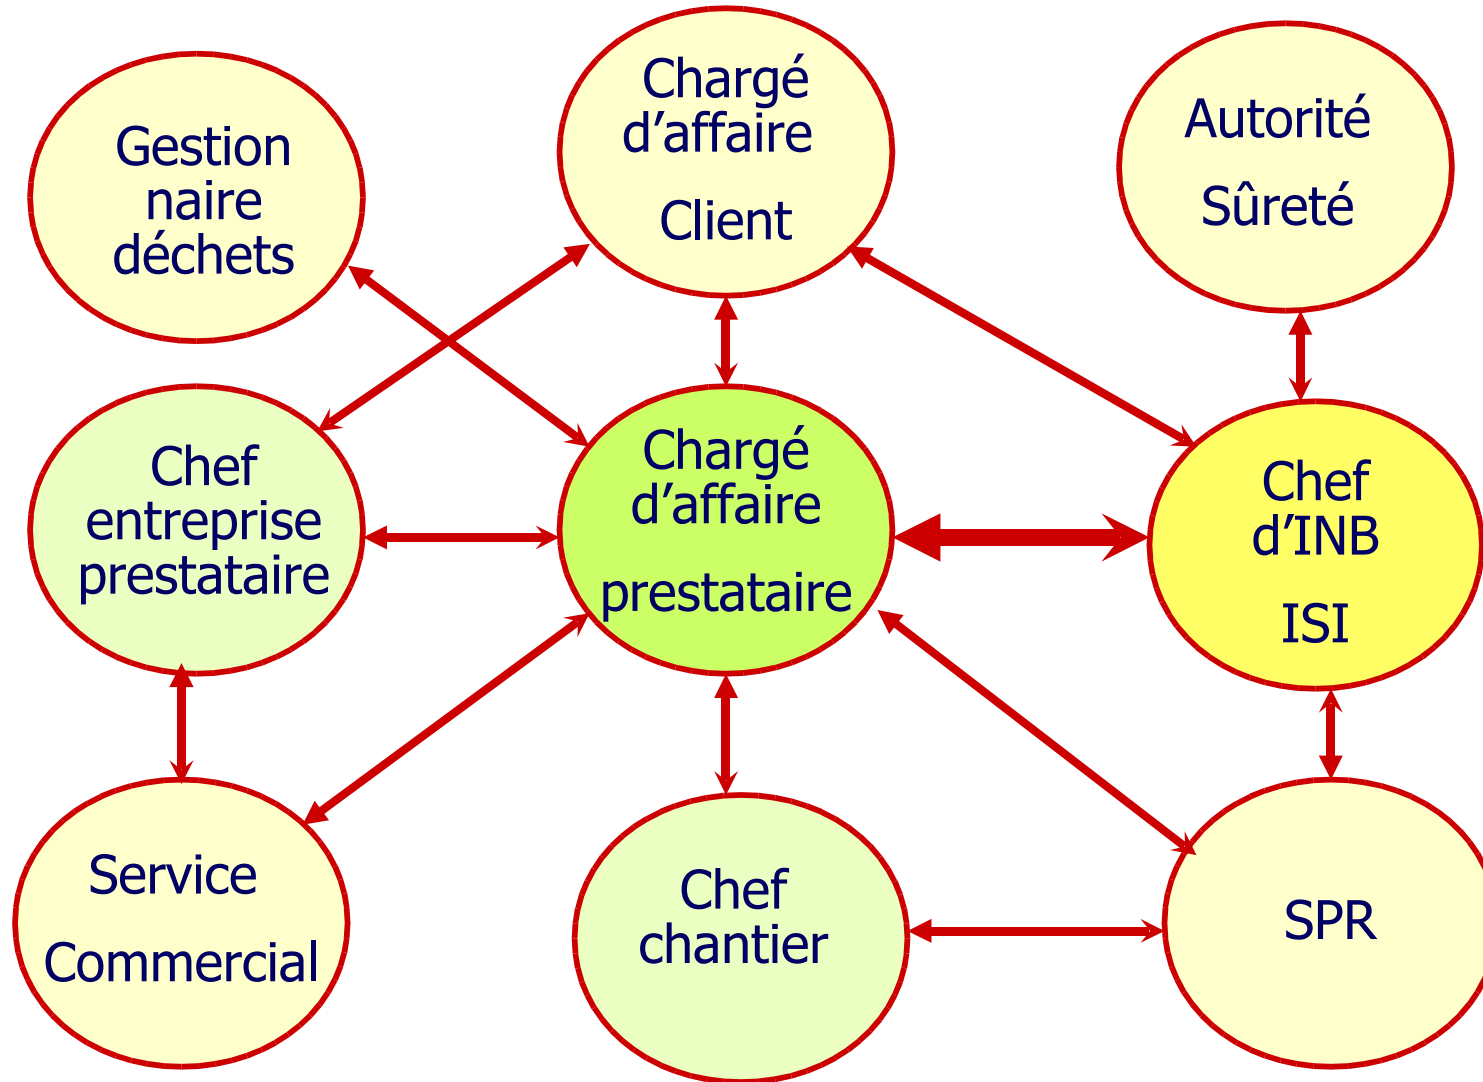 Gestion
naire
déchets
Chargé
d’affaire
Client
Autorité
Sûreté
Chef
entreprise
prestataire
Chargé
d’affaire
prestataire
Chef
d’INB
ISI
Service
Commercial
Chef
chantier
SPR